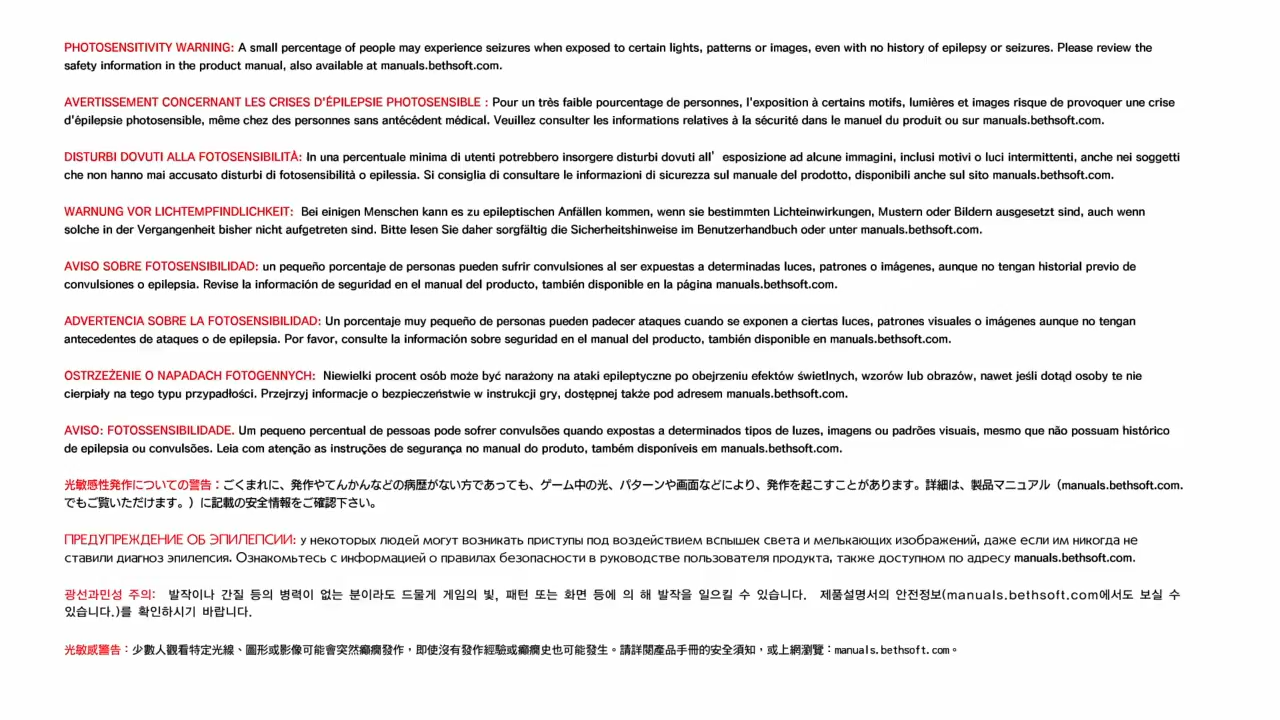 PHOTOSENSITIVITY WARNING: A small percentage of people may experience seizures when exposed to certain lights, patterns or images, even with no history of epilepsy or seizures. Please review the
safety information in the product manual, also available at manuals.bethsoft.com.
AVERTISSEMENT CONCERNANT LES CRISES D'ÉPILEPSIE PHOTOSENSIBLE : Pour un très faible pourcentage de personnes, l'exposition à certains motifs, lumières et images risque de provoquer une crise
d'épilepsie photosensible, même chez des personnes sans antécédent médical. Veuillez consulter les informations relatives à la sécurité dans le manuel du produit ou sur manuals.bethsoft.com.
DISTURBI DOVUTI ALLA FOTOSENSIBILITÀ: In una percentuale minima di utenti potrebbero insorgere disturbi dovuti all’ esposizione ad alcune immagini, inclusi motivi o luci intermittenti, anche nei soggetti
che non hanno mai accusato disturbi di fotosensibilità o epilessia. Si consiglia di consultare le informazioni di sicurezza sul manuale del prodotto, disponibili anche sul sito manuals.bethsoft.com.
WARNUNG VOR LICHTEMPFINDLICHKEIT: Bei einigen Menschen kann es zu epileptischen Anfällen kommen, wenn sie bestimmten Lichteinwirkungen, Mustern oder Bildern ausgesetzt sind, auch wenn
solche in der Vergangenheit bisher nicht aufgetreten sind. Bitte lesen Sie daher sorgfältig die Sicherheitshinweise im Benutzerhandbuch oder unter manuals.bethsoft.com.
AVISO SOBRE FOTOSENSIBILIDAD: un pequeño porcentaje de personas pueden sufrir convulsiones al ser expuestas a determinadas luces, patrones o imágenes, aunque no tengan historial previo de
convulsiones o epilepsia. Revise la información de seguridad en el manual del producto, también disponible en la página manuals.bethsoft.com.
ADVERTENCIA SOBRE LA FOTOSENSIBILIDAD: Un porcentaje muy pequeño de personas pueden padecer ataques cuando se exponen a ciertas luces, patrones visuales o imágenes aunque no tengan
antecedentes de ataques o de epilepsia. Por favor, consulte la información sobre seguridad en el manual del producto, también disponible en manuals.bethsoft.com.
OSTRZEŻENIE O NAPADACH FOTOGENNYCH: Niewielki procent osób może być narażony na ataki epileptyczne po obejrzeniu efektów świetlnych, wzorów lub obrazów, nawet jeśli dotąd osoby te nie
cierpiały na tego typu przypadłości. Przejrzyj informacje o bezpieczeństwie w instrukcji gry, dostępnej także pod adresem manuals.bethsoft.com.
AVISO: FOTOSSENSIBILIDADE. Um pequeno percentual de pessoas pode sofrer convulsões quando expostas a determinados tipos de luzes, imagens ou padrões visuais, mesmo que não possuam histórico
de epilepsia ou convulsões. Leia com atenção as instruções de segurança no manual do produto, também disponíveis em manuals.bethsoft.com.
光敏感性発作についての警告：ごくまれに、発作やてんかんなどの病歴がない方であっても、ゲーム中の光、パターンや画面などにより、発作を起こすことがあります。詳細は、製品マニュアル（manuals.bethsoft.com.
でもご覧いただけます。）に記載の安全情報をご確認下さい。
ПРЕДУПРЕЖДЕНИЕ ОБ ЭПИЛЕПСИИ: у некоторых людей могут возникать приступы под воздействием вспышек света и мелькающих изображений, даже если им никогда не
ставили диагноз эпилепсия. Ознакомьтесь с информацией о правилах безопасности в руководстве пользователя продукта, также доступном по адресу manuals.bethsoft.com.
광선과민성 주의: 발작이나 간질 등의 병력이 없는 분이라도 드물게 게임의 빛, 패턴 또는 화면 등에 의 해 발작을 일으킬 수 있습니다. 제품설명서의 안전정보(manuals.bethsoft.com에서도 보실 수
있습니다.)를 확인하시기 바랍니다.
光敏感警告：少數人觀看特定光線、圖形或影像可能會突然癲癇發作，即使沒有發作經驗或癲癇史也可能發生。請詳閱產品手冊的安全須知，或上網瀏覽：manuals.bethsoft.com。